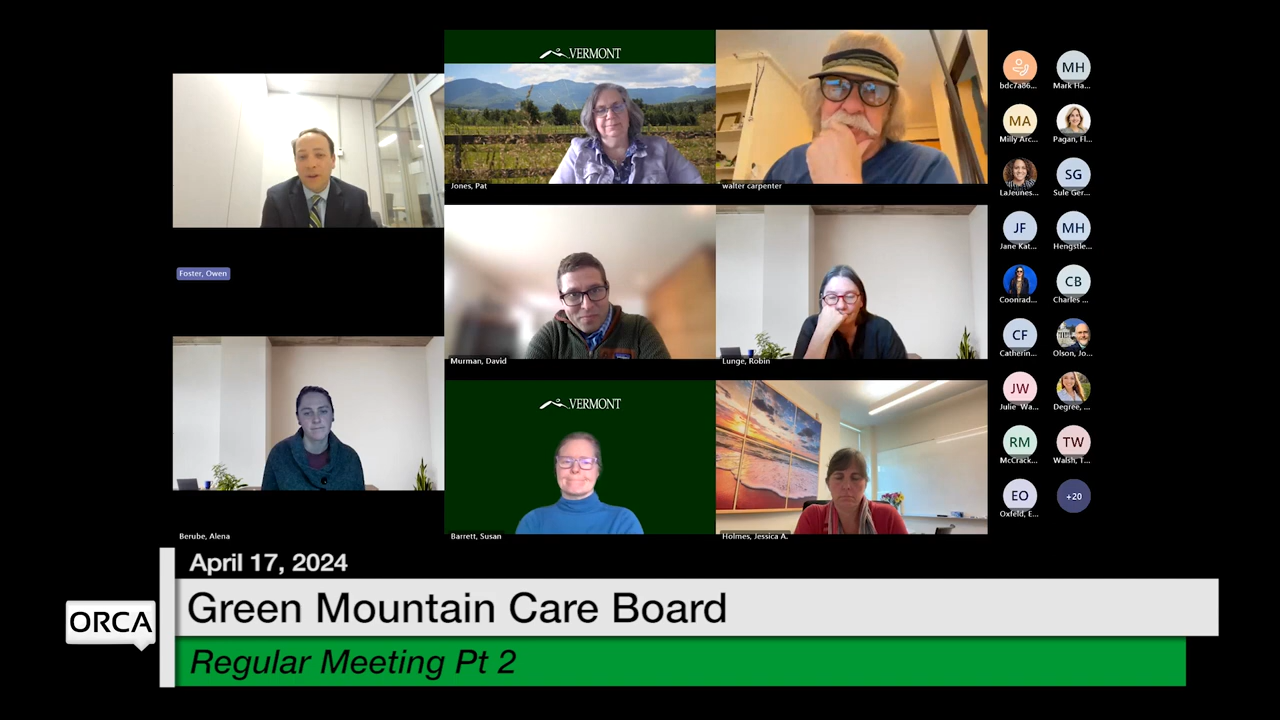 VERMONT
Jones, Pat
walter carpenter
Foster, Owen
Murman, David
Lunge, Robin
VERMONT
Berube, Alena
Barrett, Susan
Holmes, Jessica A.
bdc7a86...
MH
Mark Ha...
MA
Milly Arc...
Pagan, Fl...
LaJeunes...
SG
Sule Ger...
JF
Jane Kat...
MH
Hengstle...
Coonrad...
CB
Charles ...
CF
Catherin...
Olson, Jo...
JW
Julie Wa...
Degree, ...
RM
McCrack...
TW
Walsh, T...
EO
Oxfeld, E...
+20
April 17, 2024
ORCA
Green Mountain Care Board
Regular Meeting Pt 2